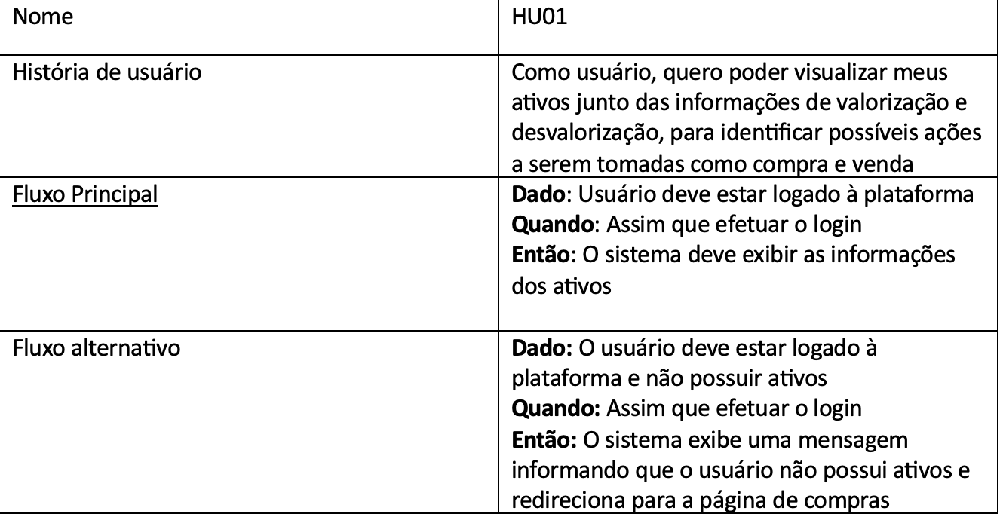 Nome
HU01
História de usuário
Como usuário, quero poder visualizar meus
ativos junto das informações de valorização e
desvalorização, para identificar possíveis ações
a serem tomadas como compra e venda
Fluxo Principal
Dado: Usuário deve estar logado à plataforma
Quando: Assim que efetuar o login
Então: O sistema deve exibir as informações
dos ativos
Fluxo alternativo
Dado: O usuário deve estar logado à
plataforma e não possuir ativos
Quando: Assim que efetuar o login
Então: O sistema exibe uma mensagem
informando que o usuário não possui ativos e
redireciona para a página de compras